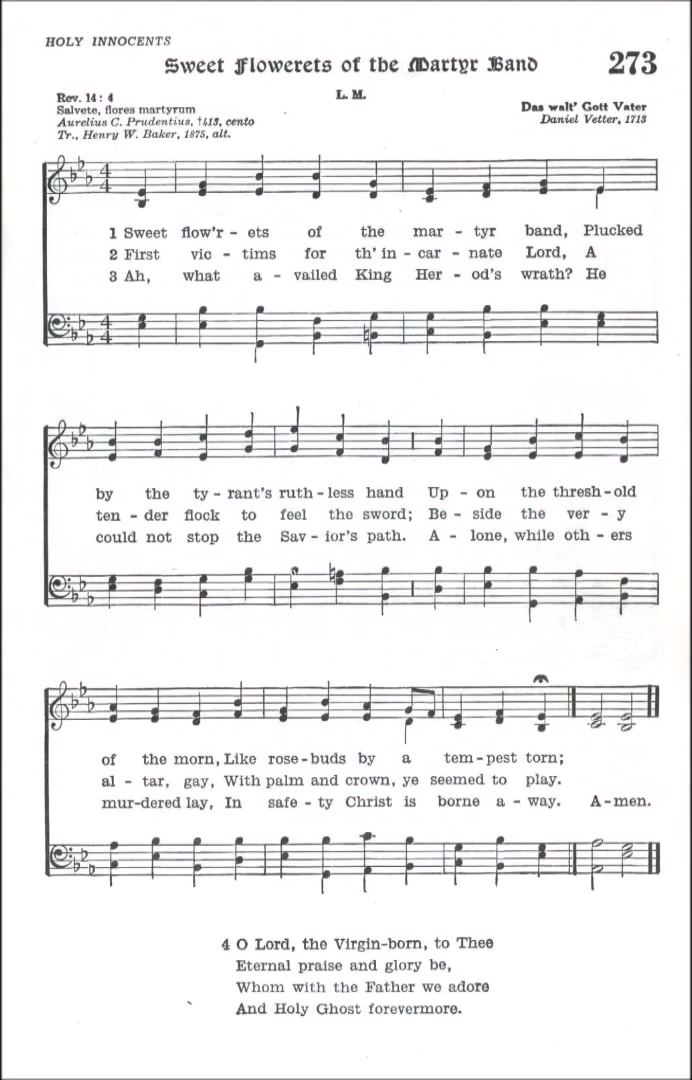 HOLY INNOCENTS
Sweet Flowerets of the Martyr Band
273
Rev. 14: 4
L. M.
Salvete, flores martyrum
Das walt' Gott Vater
Aurelius C. Prudentius, †413, cento
Daniel Vetter, 1713
Tr., Henry W. Baker, 1875, alt.
4
4
1 Sweet flow'r - ets of the mar - tyr band, Plucked
2 First vic - tims for th' in - car - nate Lord, A
3 Ah, what a - vailed King Her - od's wrath? He
4
4
by the ty - rant's ruth - less hand Up - on the thresh - old
ten - der flock to feel the sword; Be - side the ver - y
could not stop the Sav - ior's path. A - lone, while oth - ers
of the morn, Like rose - buds by a tem - pest torn;
al - tar, gay, With palm and crown, ye seemed to play.
mur-dered lay, In safe - ty Christ is borne a - way. A-men.
4 O Lord, the Virgin-born, to Thee
Eternal praise and glory be,
Whom with the Father we adore
And Holy Ghost forevermore.